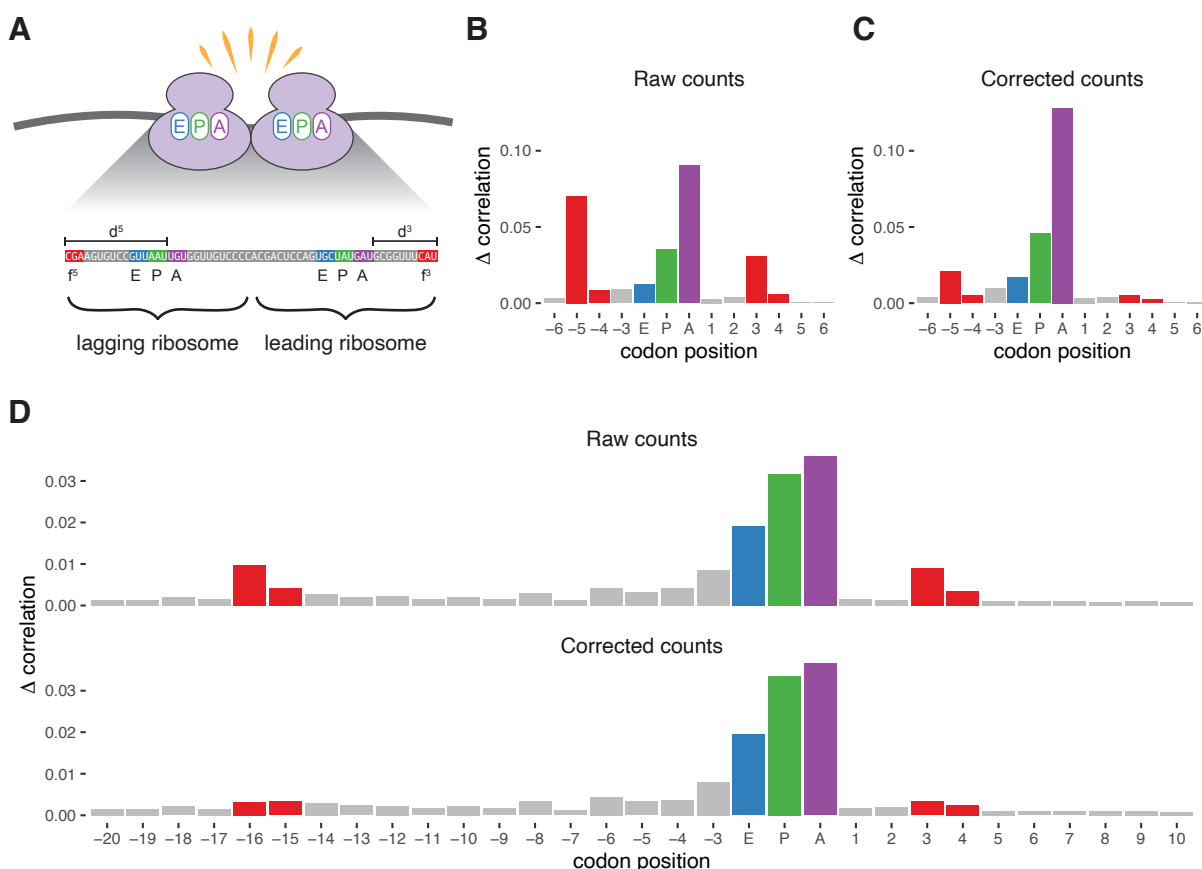 A
E P A E P A
d⁵ d³
CGAAGUGUCCGUUAAUUGUGGUUGUCCCCACGACUCCAGUGCUAUGAUGCGGUUUCAU
f⁵ E P A E P A f³
lagging ribosome leading ribosome
B
Raw counts
Δ correlation
0.10
0.05
0.00
−6 −5 −4 −3 E P A 1 2 3 4 5 6
codon position
C
Corrected counts
Δ correlation
0.10
0.05
0.00
−6 −5 −4 −3 E P A 1 2 3 4 5 6
codon position
D
Raw counts
0.03
0.02
0.01
0.00
Δ correlation
Corrected counts
0.03
0.02
0.01
0.00
−20 −19 −18 −17 −16 −15 −14 −13 −12 −11 −10 −9 −8 −7 −6 −5 −4 −3 E P A 1 2 3 4 5 6 7 8 9 10
codon position